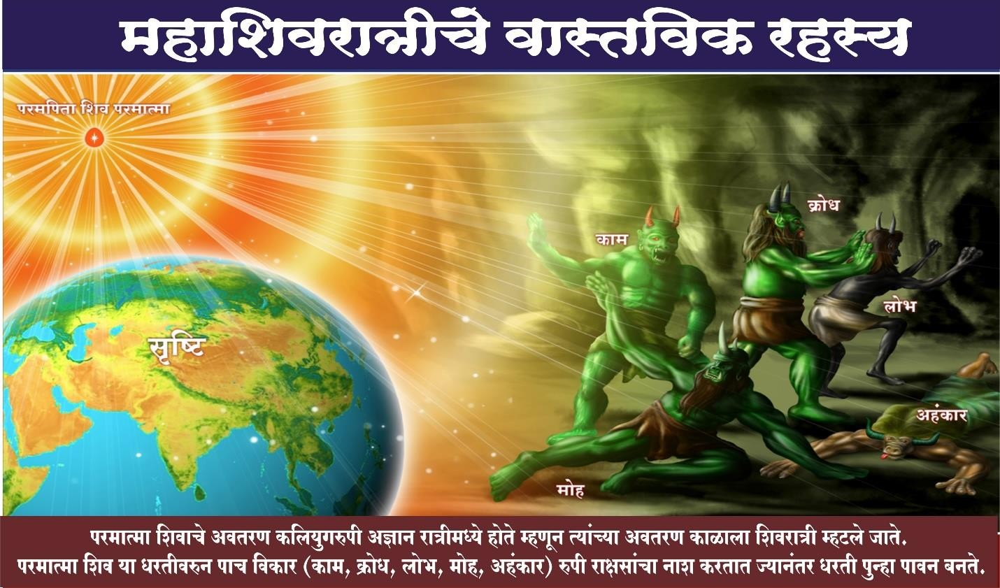 महाशिवरात्रीचे वास्तविक रहस्य
परमपिता शिव परमात्मा
क्रोध
काम
लोभ
सृष्टि
अहंकार
मोह
परमात्मा शिवाचे अवतरण कलियुगरुपी अज्ञान रात्रीमध्ये होते म्हणून त्यांच्या अवतरण काळाला शिवरात्री म्हटले जाते.
परमात्मा शिव या धरतीवरुन पाच विकार (काम, क्रोध, लोभ, मोह, अहंकार) रुपी राक्षसांचा नाश करतात ज्यानंतर धरती पुन्हा पावन बनते.